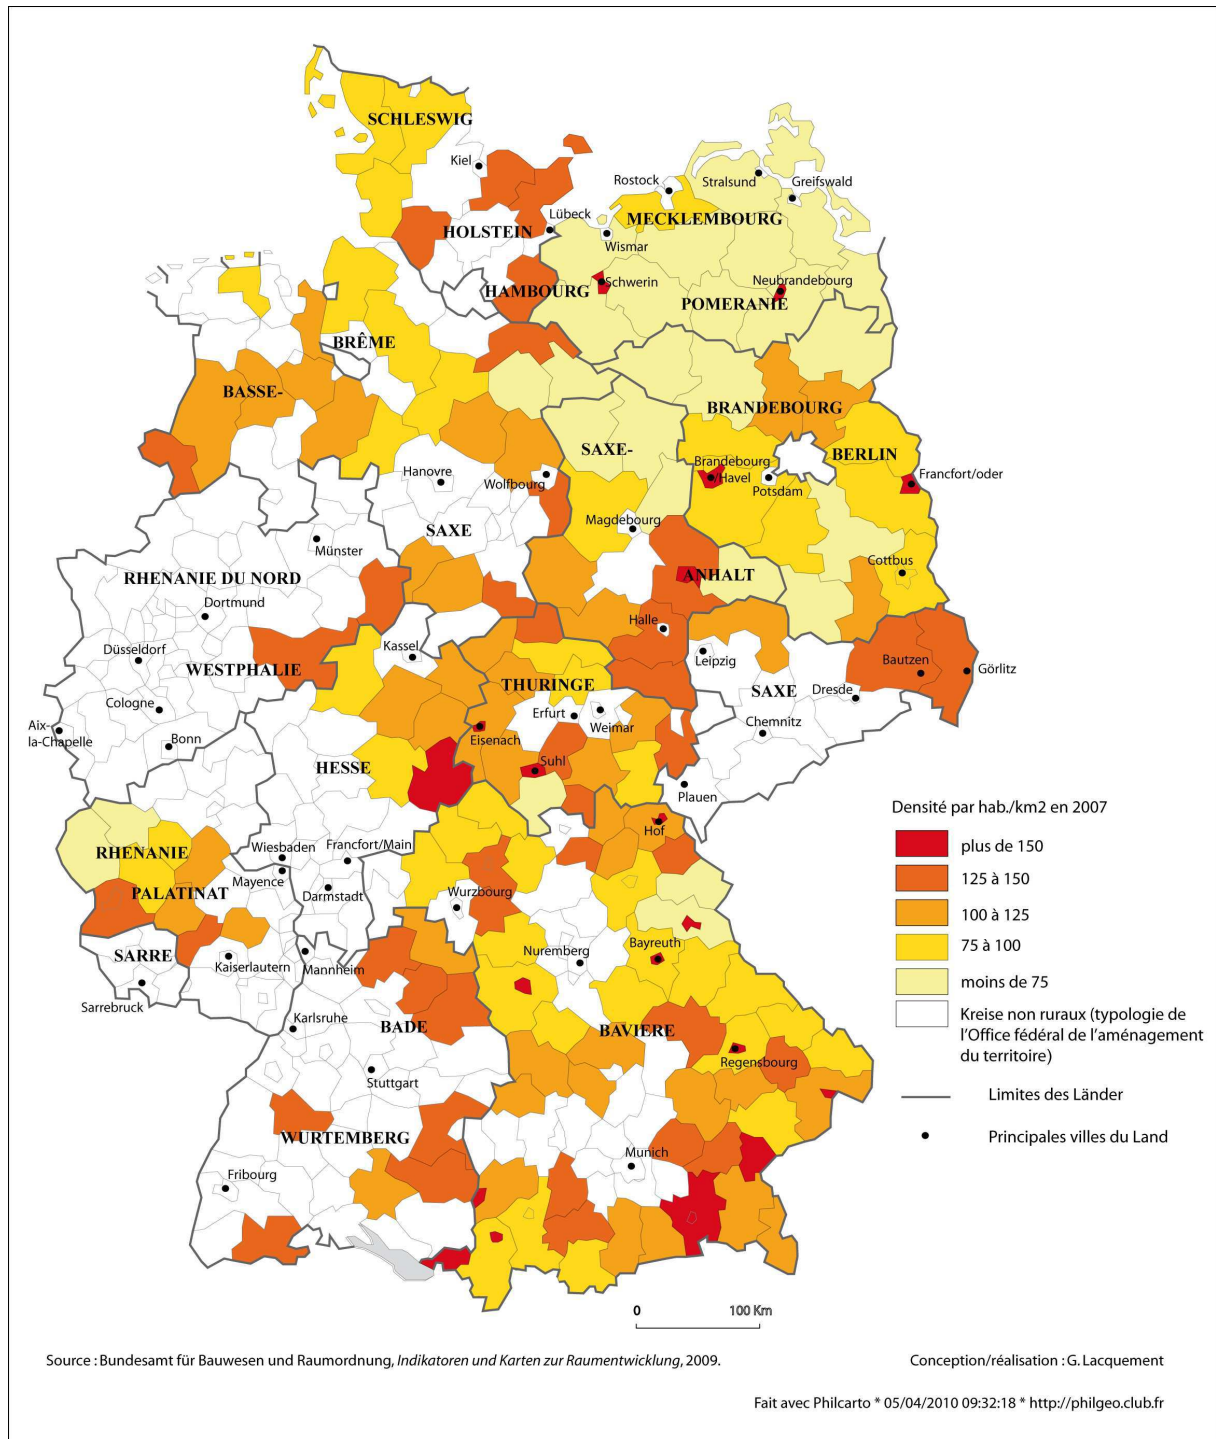 SCHLESWIG
Kiel
Rostock
Stralsund
Greifswald
Lübeck
MECKLEMBOURG
HOLSTEIN
Wismar
HAMBOURG
Schwerin
Neubrandebourg
POMERANIE
BRÊME
BASSE-
BRANDEBOURG
SAXE-
BERLIN
Hanovre
Wolfbourg
Brandebourg
/Havel
Potsdam
Francfort/oder
SAXE
Magdebourg
Münster
RHENANIE DU NORD
ANHALT
Cottbus
Dortmund
Halle
Düsseldorf
WESTPHALIE
Kassel
Leipzig
Bautzen
Görlitz
THURINGE
SAXE
Dresde
Cologne
Erfurt
Weimar
Aix-
la-Chapelle
Bonn
Eisenach
Chemnitz
HESSE
Suhl
Plauen
Densité par hab./km2 en 2007
Hof
plus de 150
RHENANIE
Wiesbaden
Francfort/Main
125 à 150
Mayence
PALATINAT
Darmstadt
Wurzbourg
100 à 125
SARRE
Kaiserlautern
Mannheim
Nuremberg
Bayreuth
75 à 100
moins de 75
Sarrebruck
Karlsruhe
BADE
BAVIERE
Kreise non ruraux (typologie de
l'Office fédéral de l'aménagement
du territoire)
Regensbourg
Stuttgart
Limites des Länder
WURTEMBERG
Principales villes du Land
Munich
Fribourg
0 100 Km
Source : Bundesamt für Bauwesen und Raumordnung, Indikatoren und Karten zur Raumentwicklung, 2009.
Conception/réalisation : G. Lacquement
Fait avec Philcarto * 05/04/2010 09:32:18 * http://philgeo.club.fr